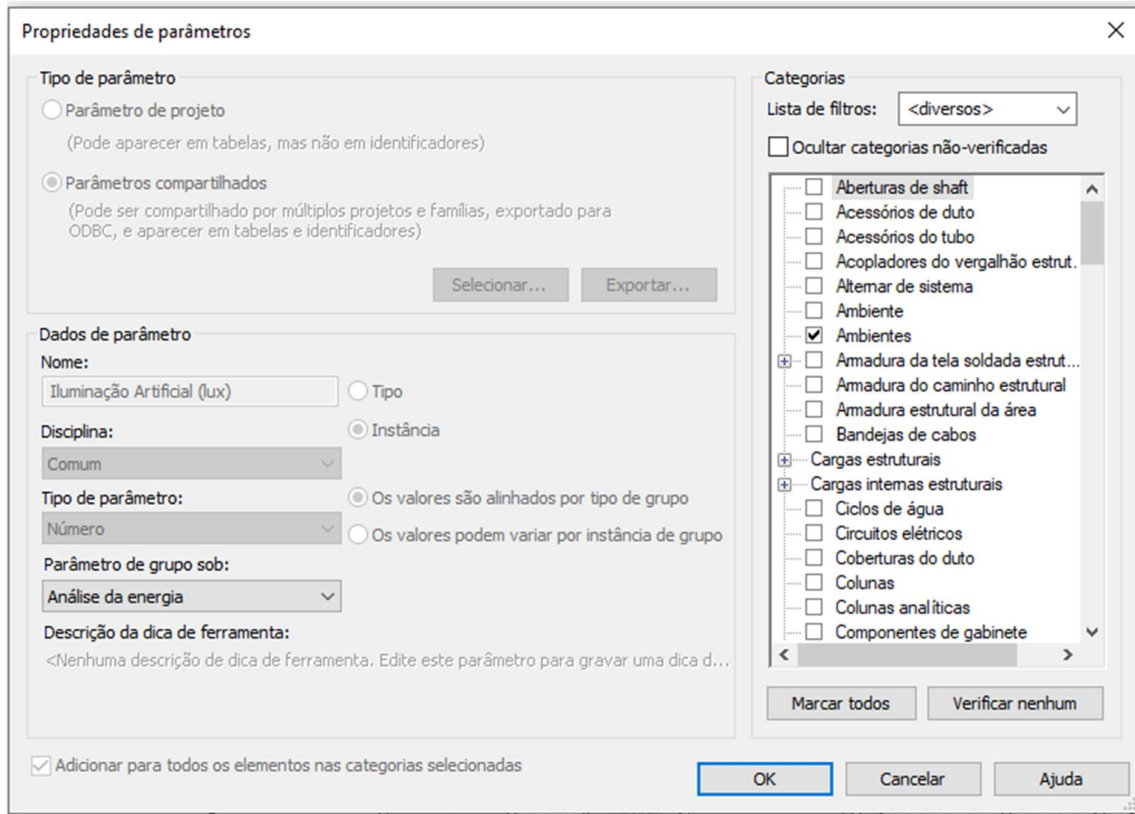 Propriedades de parâmetros
Tipo de parâmetro
Parâmetro de projeto
(Pode aparecer em tabelas, mas não em identificadores)
Parâmetros compartilhados
(Pode ser compartilhado por múltiplos projetos e famílias, exportado para
ODBC, e aparecer em tabelas e identificadores)
Selecionar...
Exportar...
Dados de parâmetro
Nome:
Iluminação Artificial (lux)
Tipo
Disciplina:
Instância
Comum
Tipo de parâmetro:
Os valores são alinhados por tipo de grupo
Número
Os valores podem variar por instância de grupo
Parâmetro de grupo sob:
Análise da energia
Descrição da dica de ferramenta:
<Nenhuma descrição de dica de ferramenta. Edite este parâmetro para gravar uma dica d...
Adicionar para todos os elementos nas categorias selecionadas
Categorias
Lista de filtros:
<diversos>
Ocultar categorias não-verificadas
Aberturas de shaft
Acessórios de duto
Acessórios do tubo
Acopladores do vergalhão estrut.
Alternar de sistema
Ambiente
Ambientes
Armadura da tela soldada estrut...
Armadura do caminho estrutural
Armadura estrutural da área
Bandejas de cabos
Cargas estruturais
Cargas internas estruturais
Ciclos de água
Circuitos elétricos
Coberturas do duto
Colunas
Colunas analíticas
Componentes de gabinete
Marcar todos
Verificar nenhum
OK
Cancelar
Ajuda